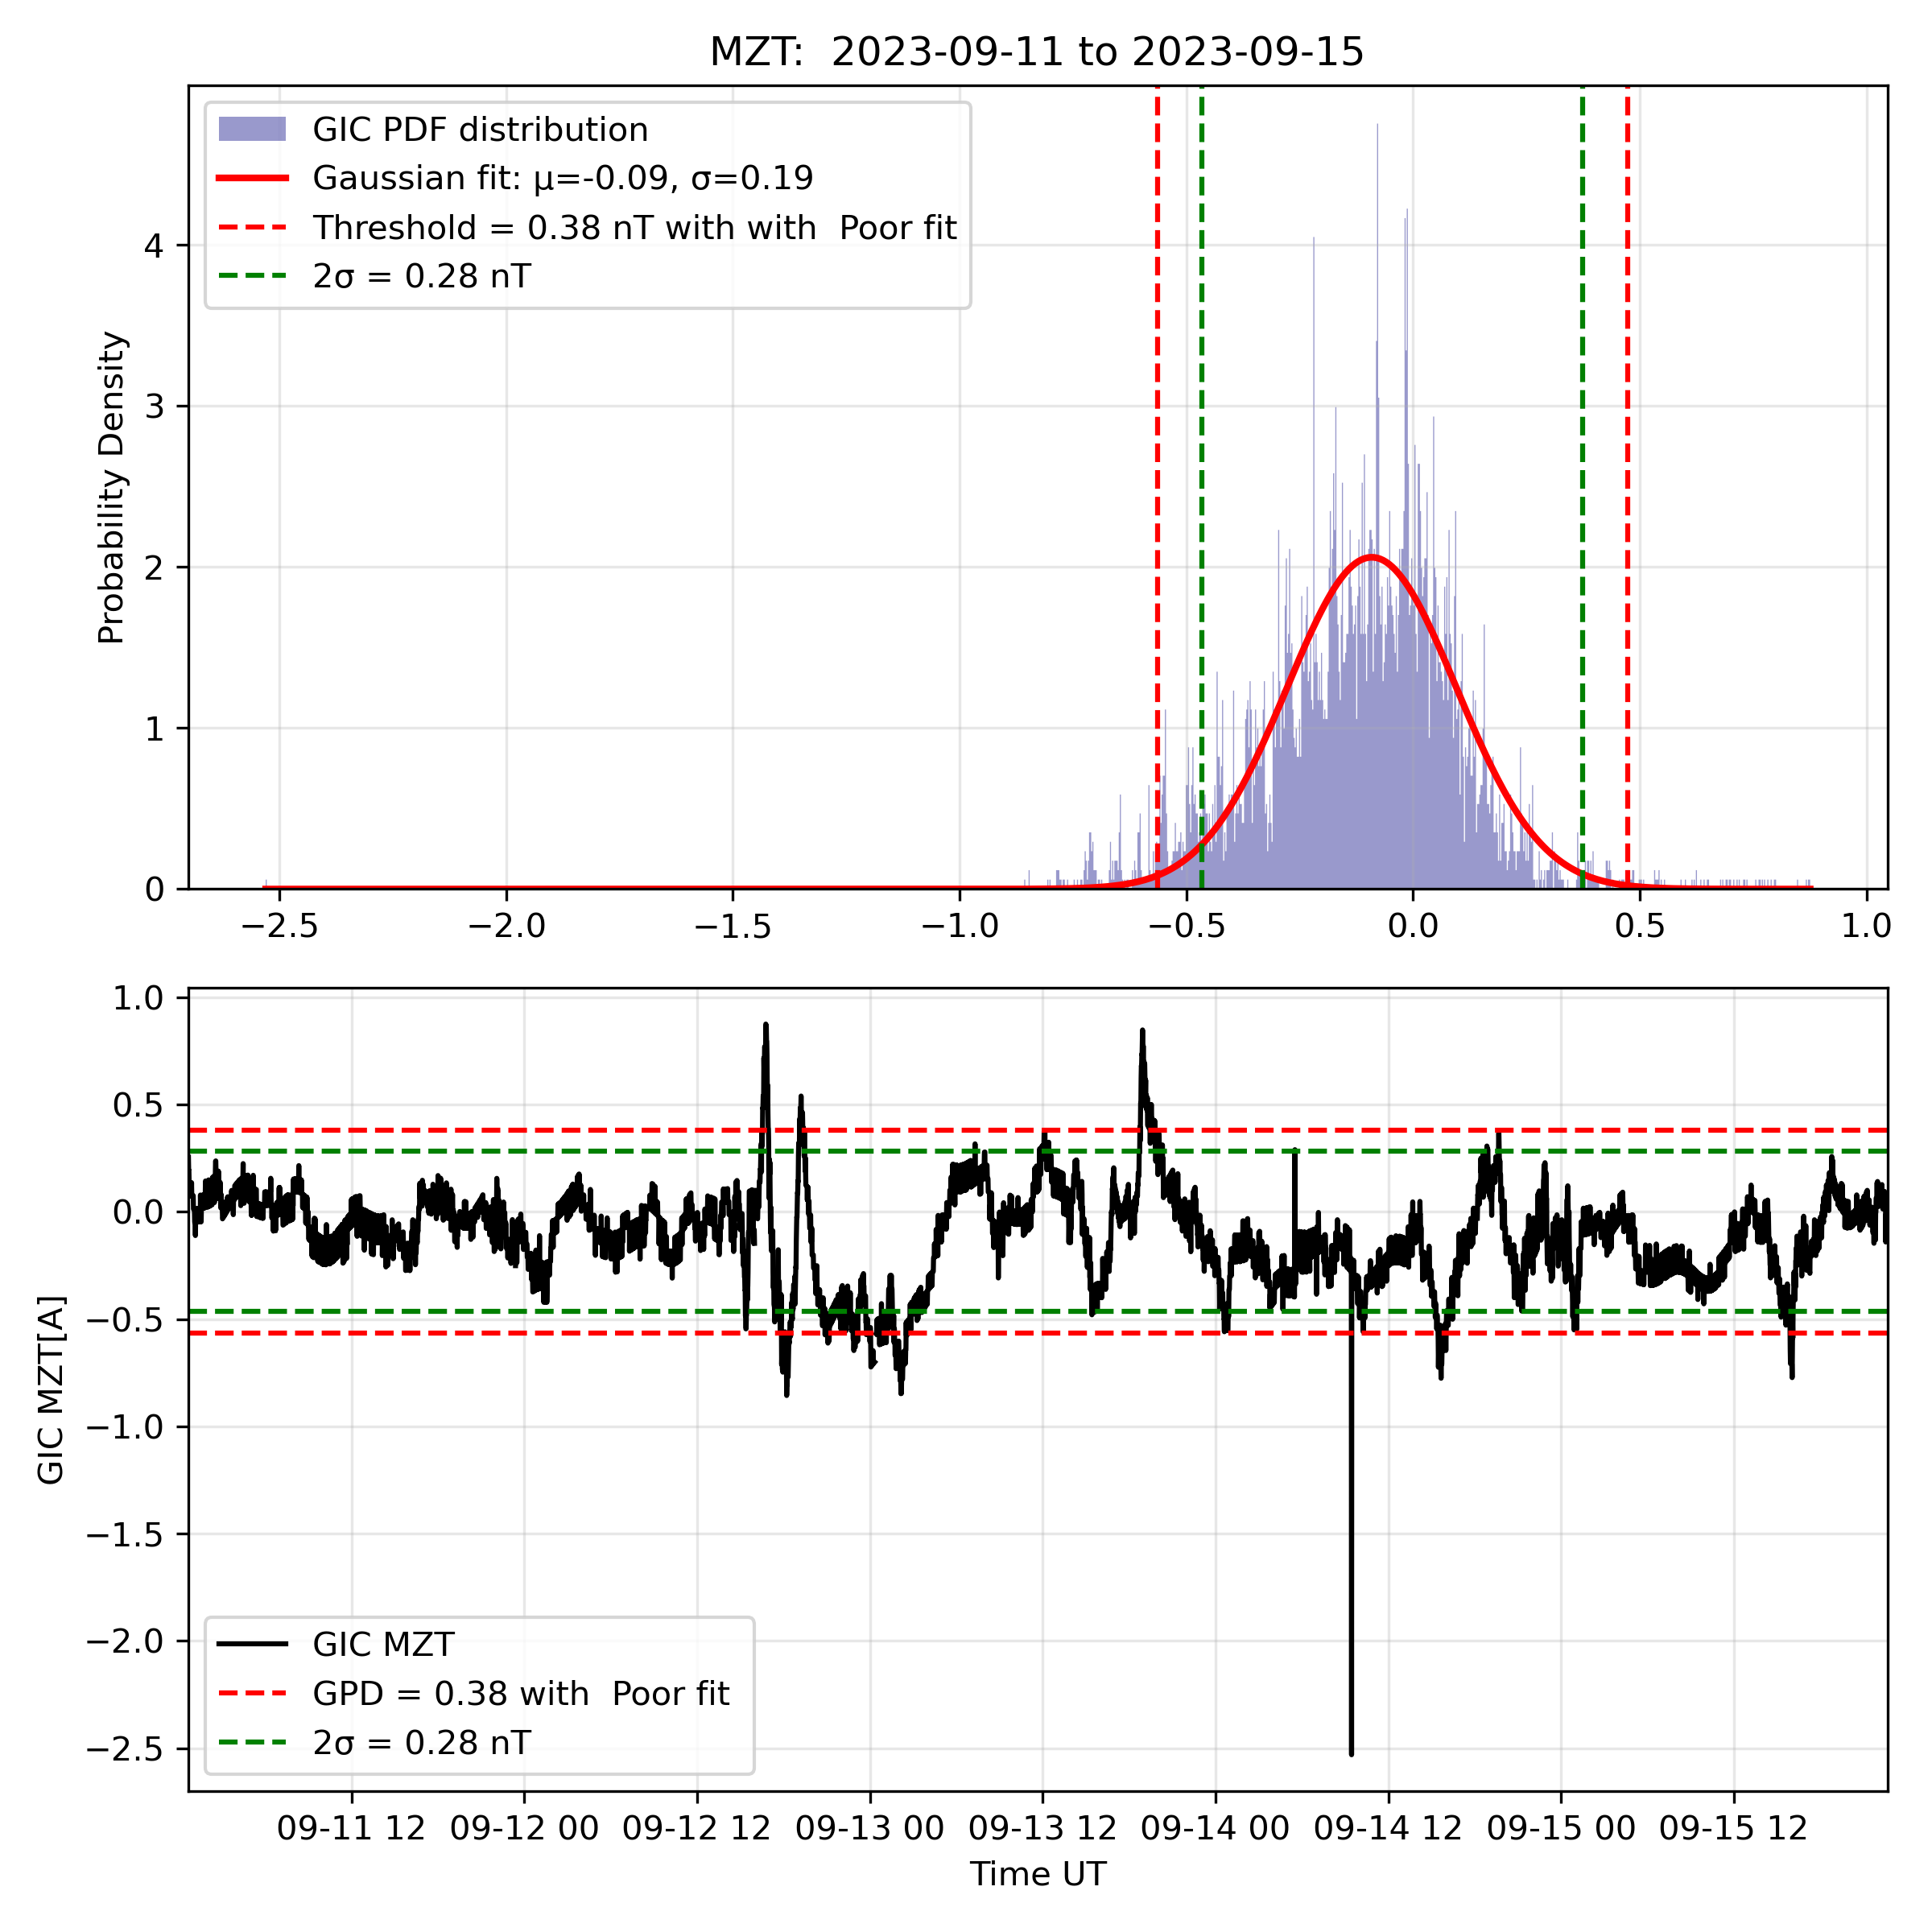 MZT:  2023-09-11 to 2023-09-15
GIC PDF distribution
Gaussian fit: μ=-0.09, σ=0.19
Threshold = 0.38 nT with with  Poor fit
2σ = 0.28 nT
Probability Density
4
3
2
1
0
−2.5 −2.0 −1.5 −1.0 −0.5 0.0 0.5 1.0
GIC MZT[A]
1.0
0.5
0.0
−0.5
−1.0
−1.5
−2.0
−2.5
GIC MZT
GPD = 0.38 with  Poor fit
2σ = 0.28 nT
09-11 12 09-12 00 09-12 12 09-13 00 09-13 12 09-14 00 09-14 12 09-15 00 09-15 12
Time UT